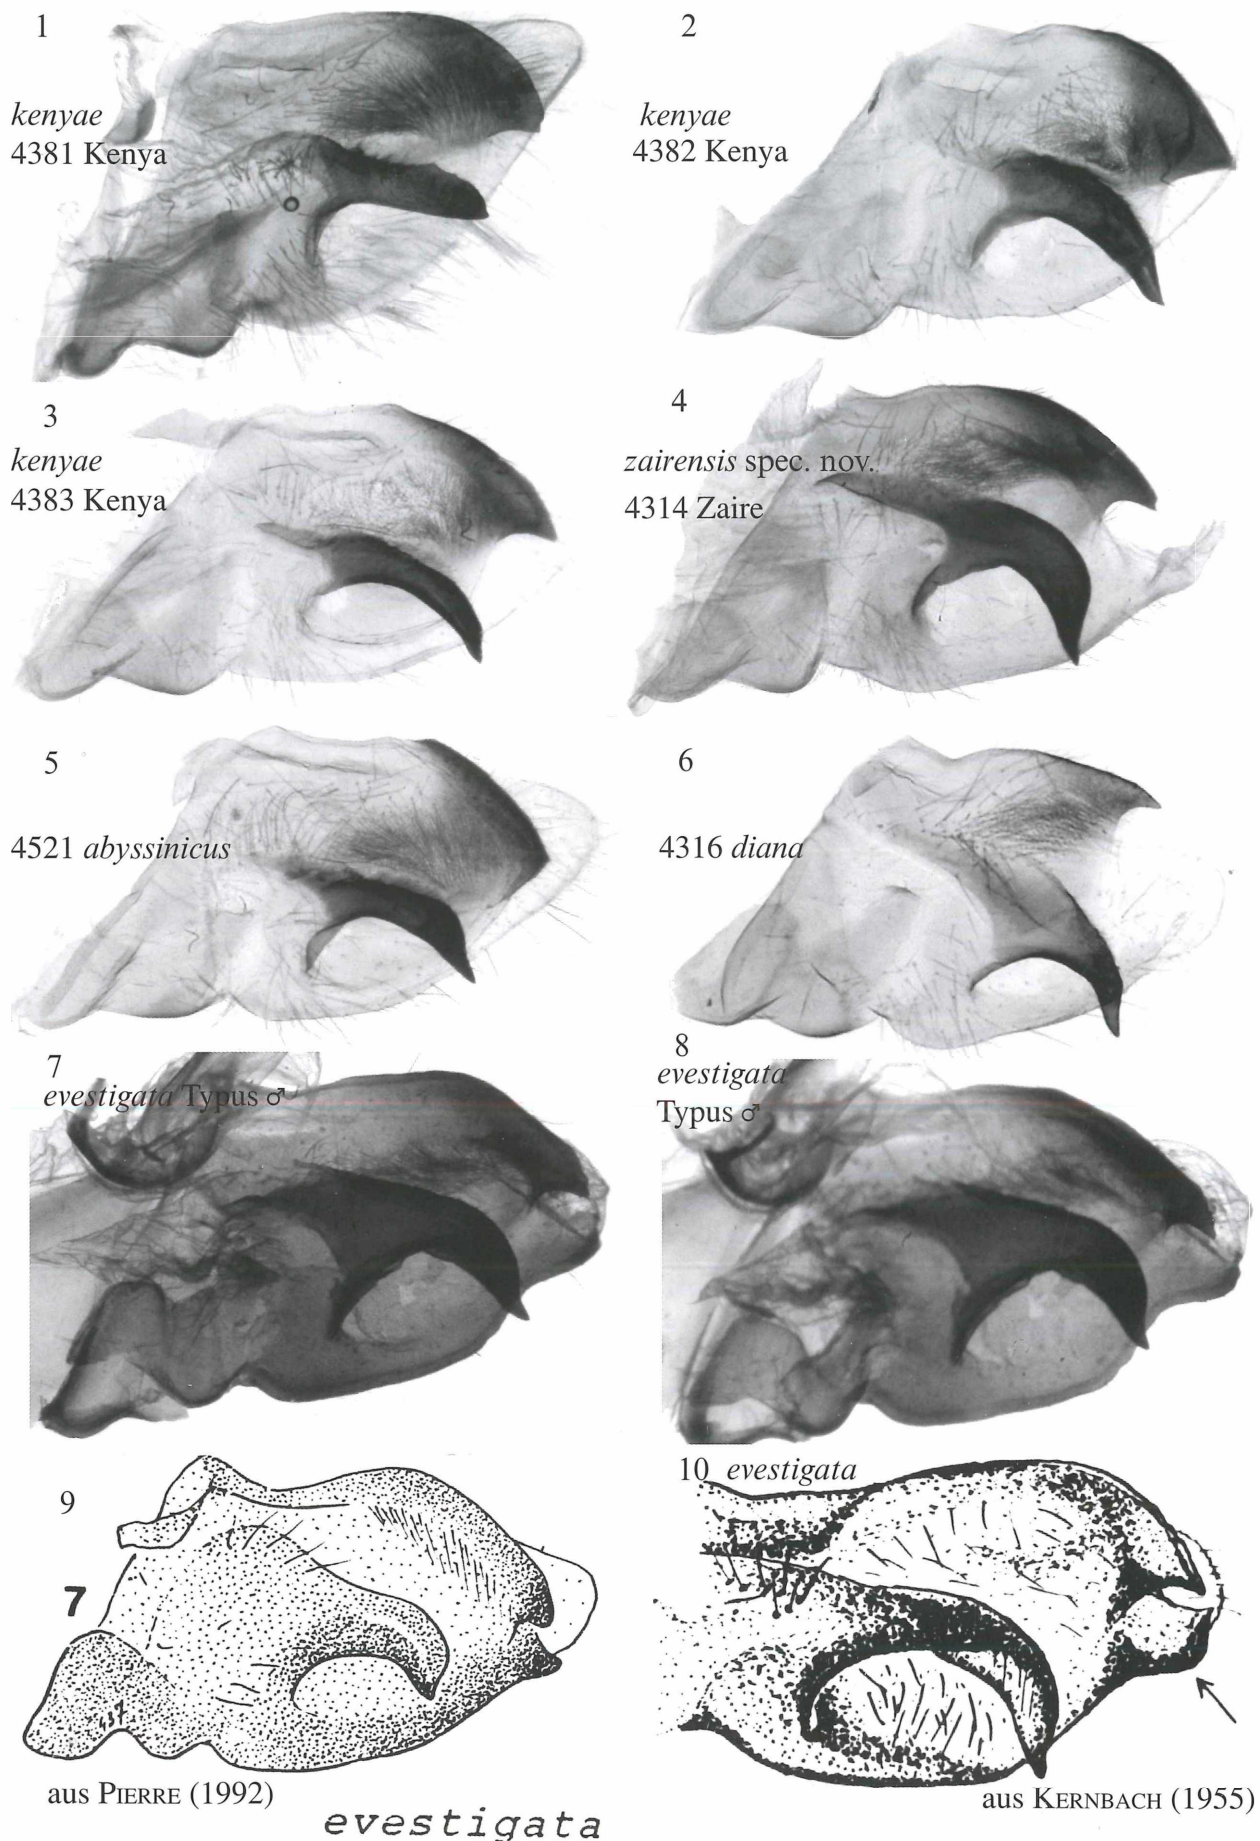 1
kenyae
4381 Kenya
2
kenyae
4382 Kenya
3
kenyae
4383 Kenya
4
zairensis spec. nov.
4314 Zaire
5
4521 abyssinicus
6
4316 diana
7
evestigata Typus ♂
8
evestigata
Typus ♂
9
7
437
aus PIERRE (1992)
evestigata
10 evestigata
aus KERNBACH (1955)